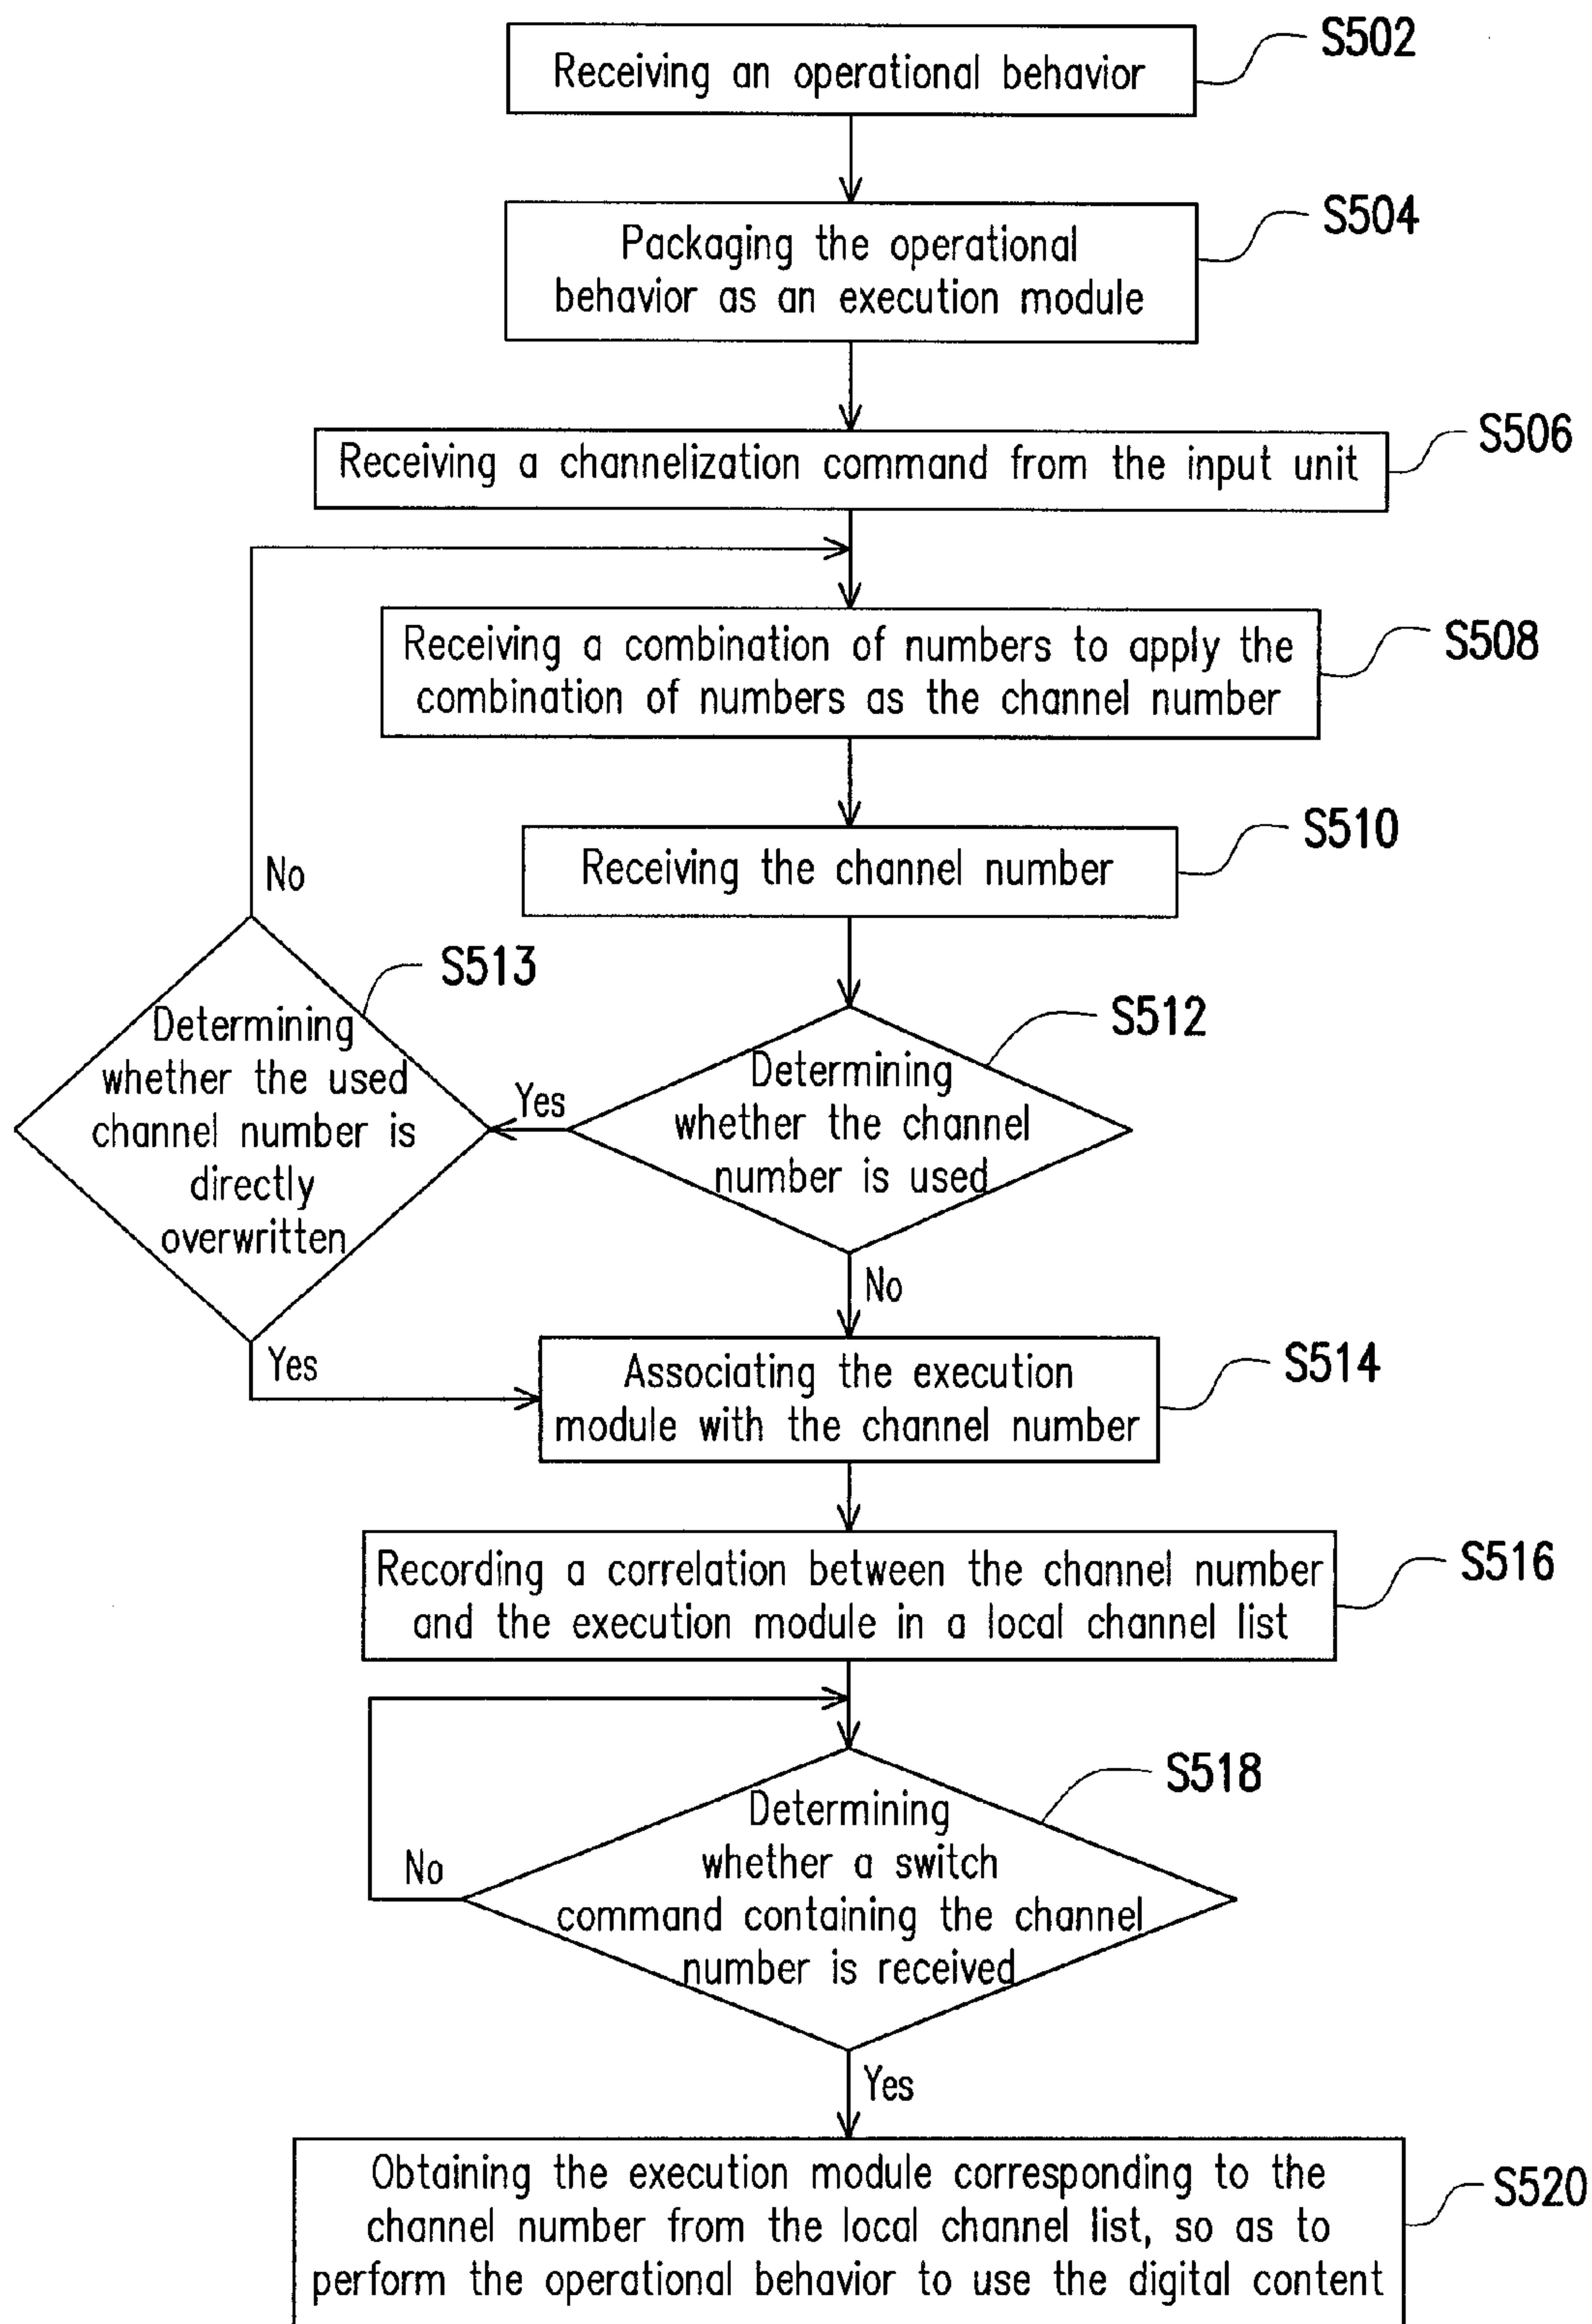 S502
Receiving an operational behavior
S504
Packaging the operational
behavior as an execution module
S506
Receiving a channelization command from the input unit
S508
Receiving a combination of numbers to apply the
combination of numbers as the channel number
S510
Receiving the channel number
No
S513
Determining
whether the used
channel number is
directly
overwritten
Yes
S512
Determining
whether the channel
number is used
No
Yes
S514
Associating the execution
module with the channel number
S516
Recording a correlation between the channel number
and the execution module in a local channel list
S518
Determining
whether a switch
command containing the channel
number is received
No
Yes
S520
Obtaining the execution module corresponding to the
channel number from the local channel list, so as to
perform the operational behavior to use the digital content